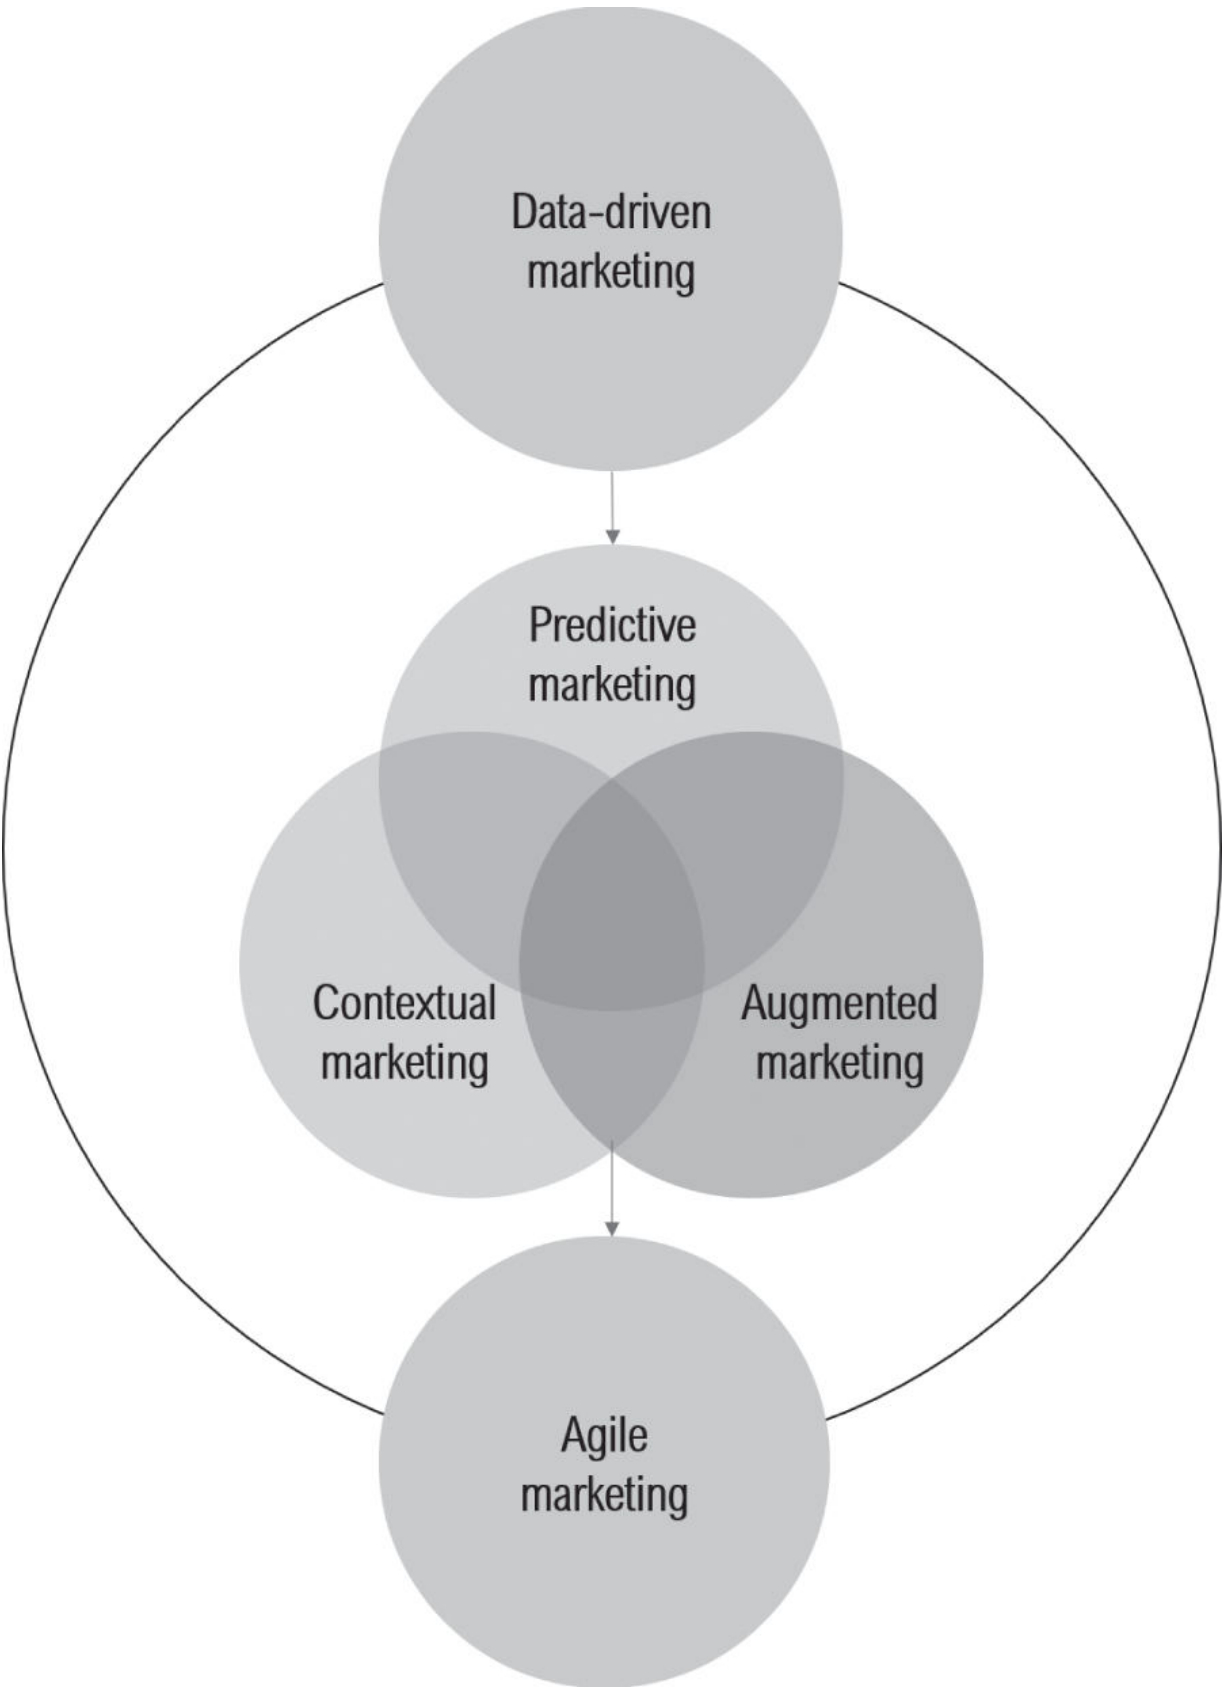 Data-driven
marketing
Predictive
marketing
Contextual
marketing
Augmented
marketing
Agile
marketing